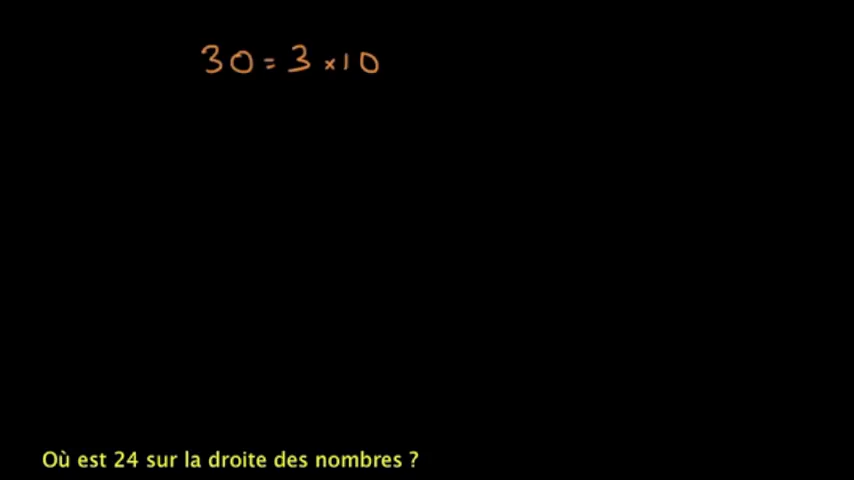 30 = 3 × 10
Où est 24 sur la droite des nombres ?